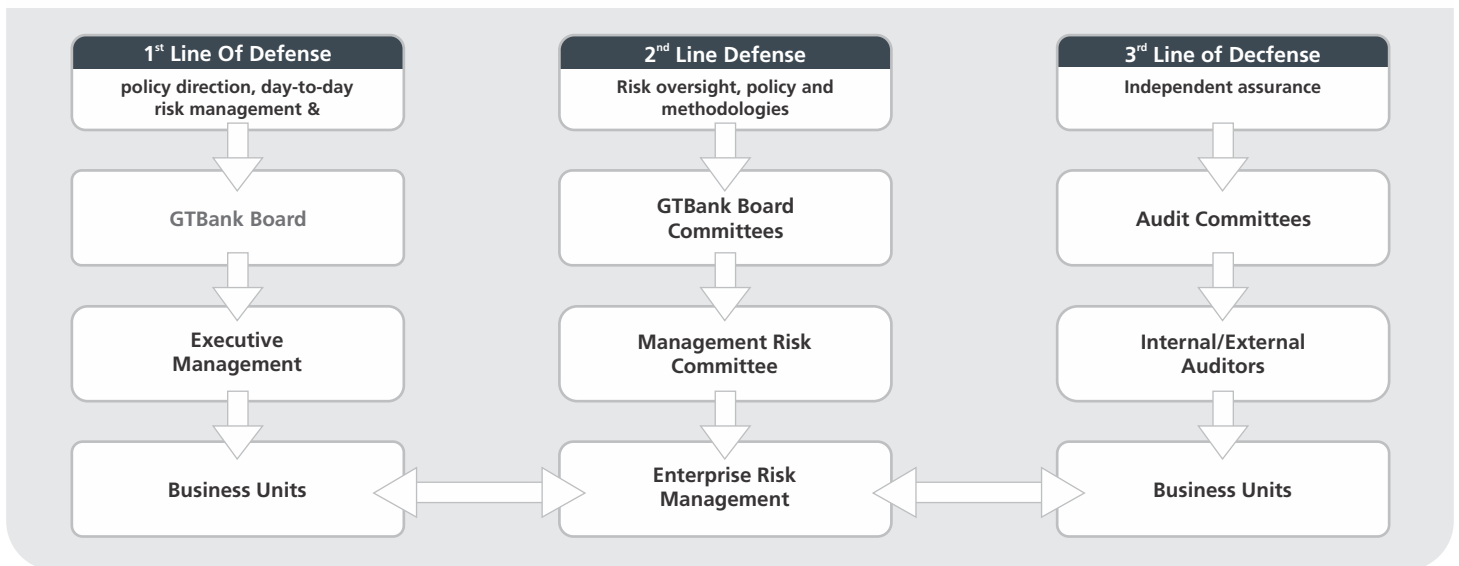 1st Line Of Defense
policy direction, day-to-day
risk management &
GTBank Board
Executive
Management
Business Units
2nd Line Defense
Risk oversight, policy and
methodologies
GTBank Board
Committees
Management Risk
Committee
Enterprise Risk
Management
3rd Line of Decfense
Independent assurance
Audit Committees
Internal/External
Auditors
Business Units